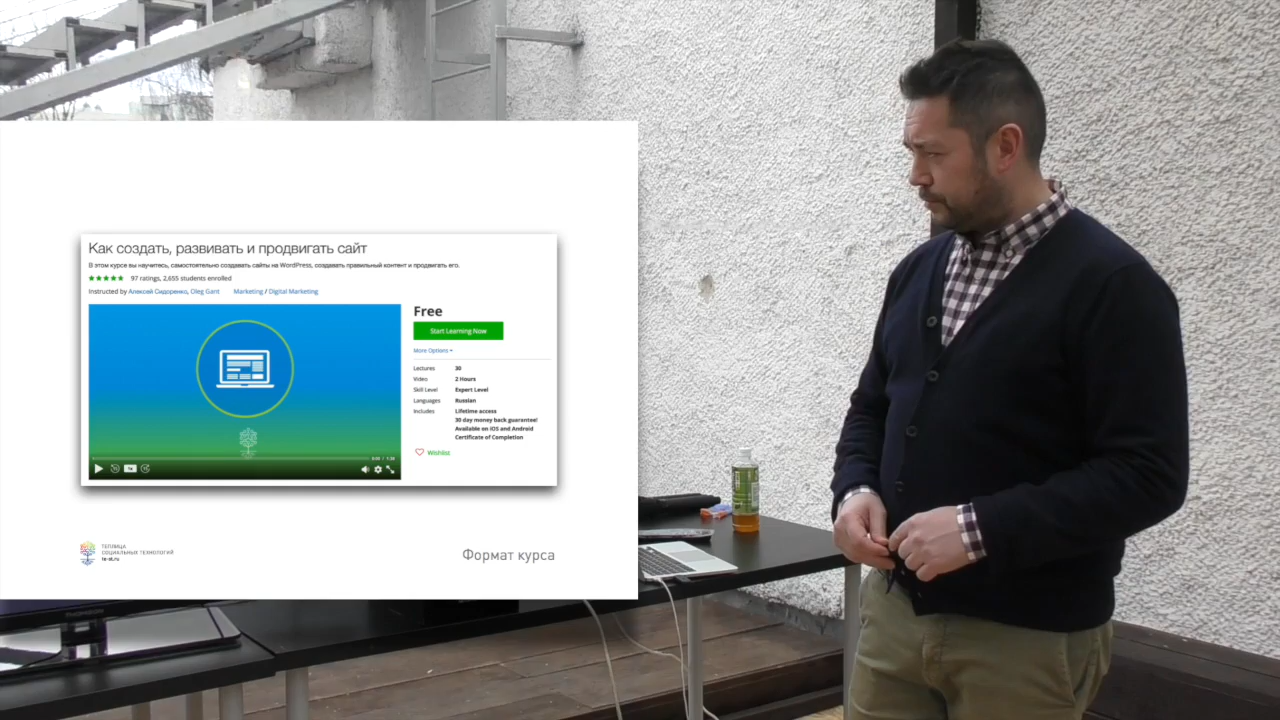 Как создать, развивать и продвигать сайт
В этом курсе вы научитесь, самостоятельно создавать сайты на WordPress, создавать правильный контент и продвигать его.
97 ratings, 2,655 students enrolled
Instructed by Алексей Сидоренко, Oleg Gant Marketing / Digital Marketing
Free
Start Learning Now
More Options
Lectures 30
Video 2 Hours
Skill Level Expert Level
Languages Russian
Includes Lifetime access
30 day money back guarantee!
Available on iOS and Android
Certificate of Completion
Wishlist
ТЕПЛИЦА
СОЦИАЛЬНЫХ ТЕХНОЛОГИЙ
te-st.ru
Формат курса